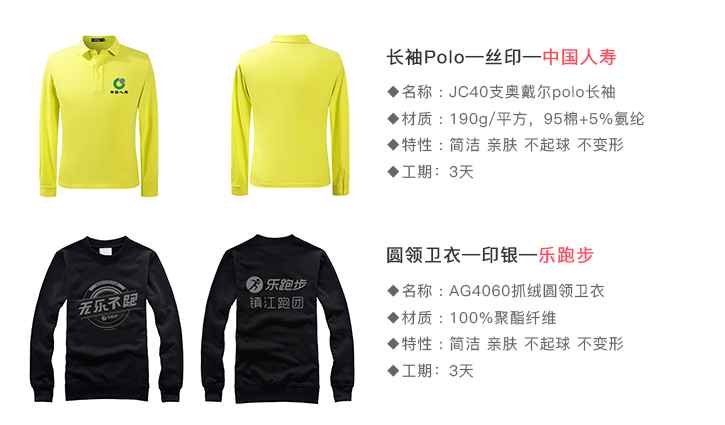 中国人寿
长袖Polo—丝印—中国人寿
◆名称：JC40支奥戴尔polo长袖
◆材质：190g/平方，95棉+5%氨纶
◆特性：简洁 亲肤 不起球 不变形
◆工期：3天
无乐不跑
乐跑步
乐跑步
镇江跑团
圆领卫衣—印银—乐跑步
◆名称：AG4060抓绒圆领卫衣
◆材质：100%聚酯纤维
◆特性：简洁 亲肤 不起球 不变形
◆工期：3天